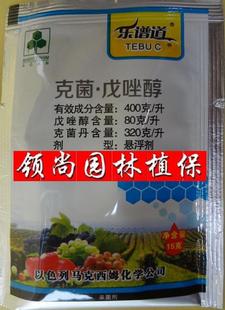 乐谱道
TEBU C
克菌·戊唑醇
有效成分含量：400克/升
戊唑醇含量：80克/升
克菌丹含量：320克/升
剂 型：悬浮剂
领尚园林植保
净含量
15克
以色列马克西姆化学公司
杀菌剂